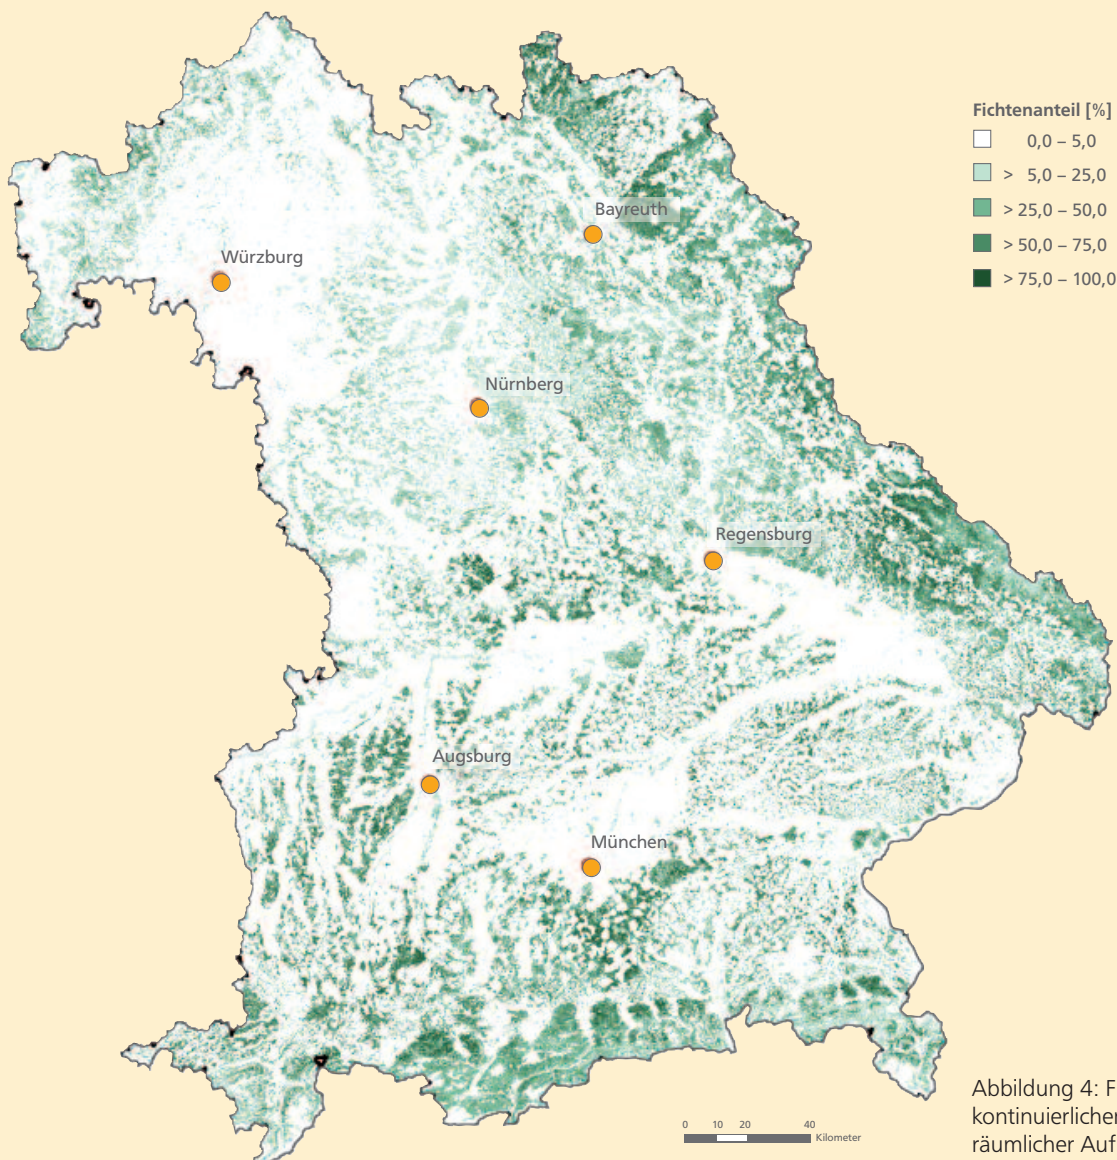 Fichtenanteil [%]
0,0 – 5,0
> 5,0 – 25,0
> 25,0 – 50,0
> 50,0 – 75,0
> 75,0 – 100,0
Bayreuth
Würzburg
Nürnberg
Regensburg
Augsburg
München
0 10 20 40
Kilometer
Abbildung 4: F
kontinuierlicher
räumlicher Auf